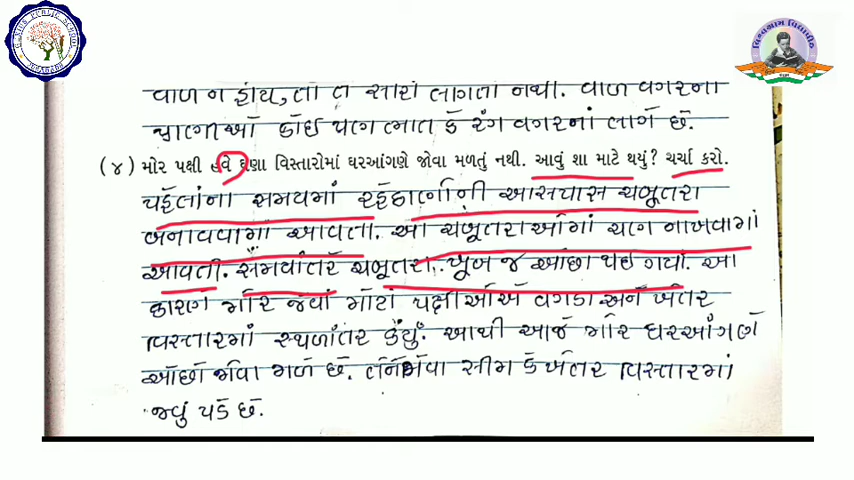 વાળ ન હોય, તો તે સારાં લાગતાં નથી. વાળ વગરના
પ્રાણીઓ કોઈ પણ ભાત કે રંગ વગરનાં લાગે છે.
(૪) મોર પક્ષી હવે ઘણા વિસ્તારોમાં ઘરઆંગણે જોવા મળતું નથી. આવું શા માટે થયું? ચર્ચા કરો.
પહેલાંના સમયમાં રહેઠાણોની આસપાસ ચબૂતરા
બનાવવામાં આવતા. આ ચબૂતરાઓમાં ચણ નાખવામાં
આવતી. સમયાંતરે ચબૂતરા ખૂબ જ ઓછા થઈ ગયા. આ
કારણે મોર જેવાં મોટાં પક્ષીઓએ વગડા અને ખેતર
વિસ્તારમાં સ્થળાંતર કર્યું. આથી આજે મોર ઘરઆંગણે
ઓછાં જોવા મળે છે. તેને જોવા સીમ કે ખેતર વિસ્તારમાં
જવું પડે છે.
વિશ્વગ્રામ વિદ્યાપીઠ